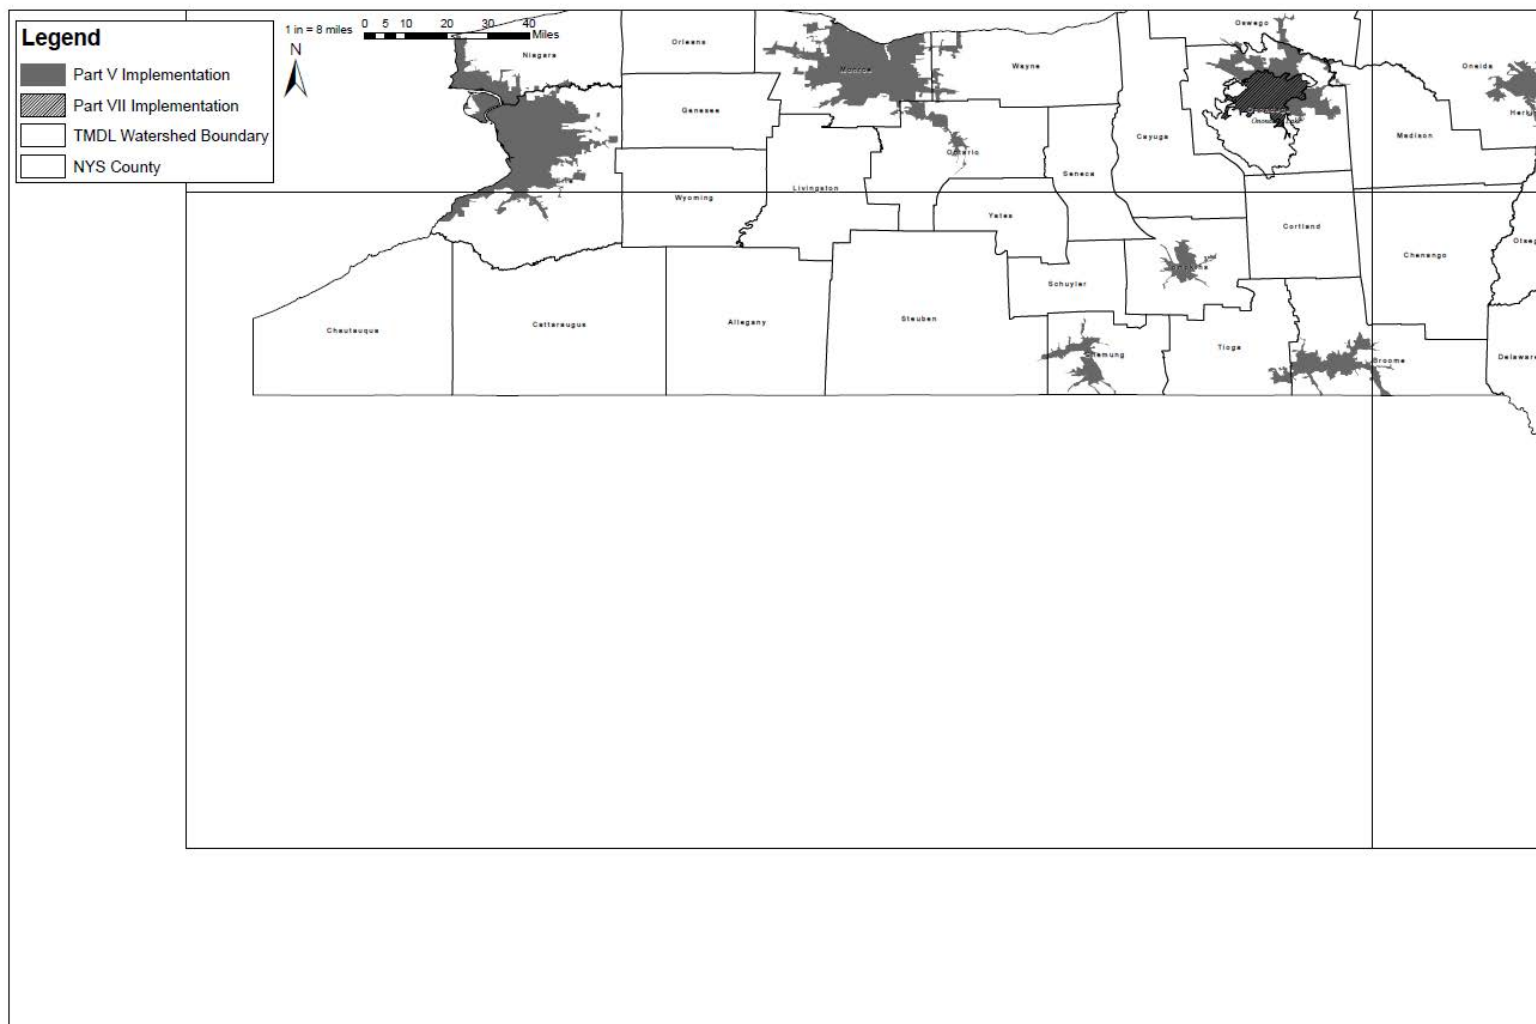 Legend
Part V Implementation
Part VII Implementation
TMDL Watershed Boundary
NYS County
1 in = 8 miles
0 5 10 20 30 40
Miles
N
Niagara
Orleans
Monroe
Wayne
Oswego
Oneida
Genesee
Cayuga
Madison
Ontario
Seneca
Livingston
Wyoming
Yates
Cortland
Chenango
Schuyler
Chautauqua
Cattaraugus
Allegany
Steuben
Tioga
Broome